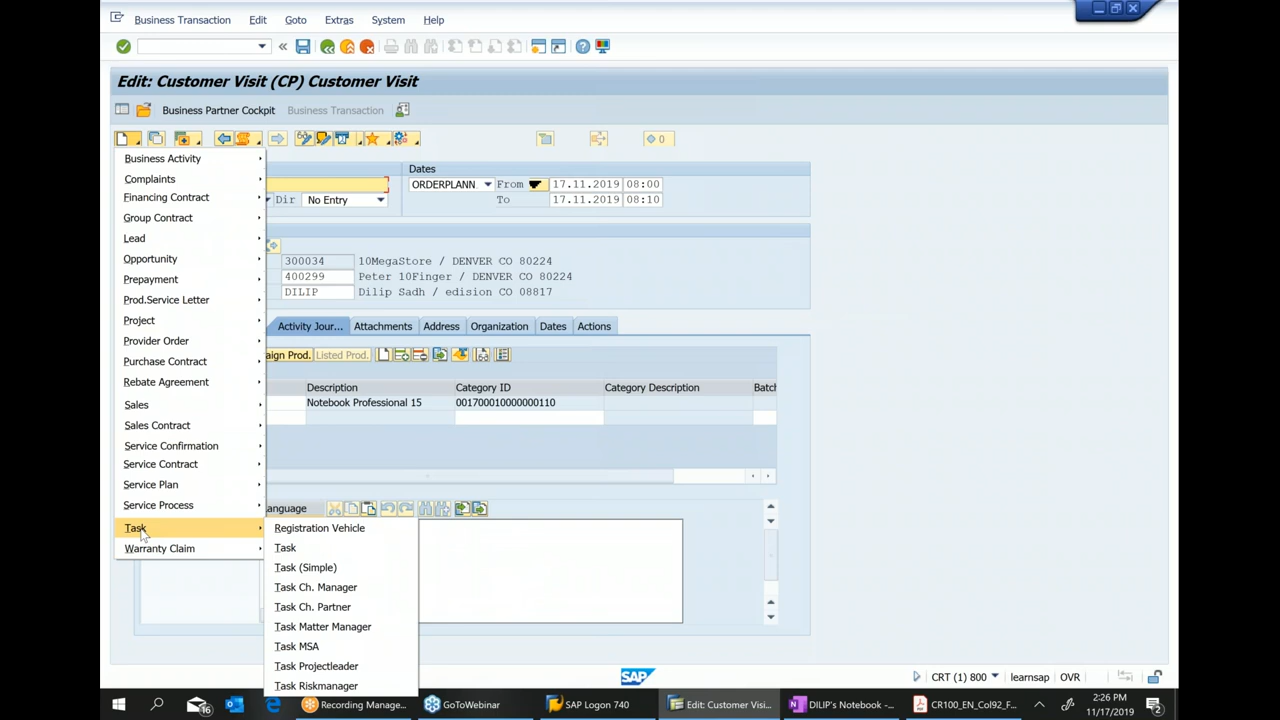 Business Transaction Edit Goto Extras System Help
Edit: Customer Visit (CP) Customer Visit
Business Partner Cockpit Business Transaction
0
Business Activity
Complaints
Financing Contract
Group Contract
Lead
Opportunity
Prepayment
Prod.Service Letter
Project
Provider Order
Purchase Contract
Rebate Agreement
Sales
Sales Contract
Service Confirmation
Service Contract
Service Plan
Service Process
Task
Warranty Claim
Registration Vehicle
Task
Task (Simple)
Task Ch. Manager
Task Ch. Partner
Task Matter Manager
Task MSA
Task Projectleader
Task Riskmanager
Dir No Entry
Dates
ORDERPLANN From 17.11.2019 08:00
To 17.11.2019 08:10
300034 10MegaStore / DENVER CO 80224
400299 Peter 10Finger / DENVER CO 80224
DILIP Dilip Sadh / edision CO 08817
Activity Jour... Attachments Address Organization Dates Actions
aign Prod. Listed Prod.
Description Category ID Category Description Batch
Notebook Professional 15 001700010000000110
anguage
SAP CRT (1) 800 learnsap OVR
16 Recording Manage... GoToWebinar SAP Logon 740 Edit: Customer Visi... DILIP's Notebook -... CR100_EN_Col92_F... 2:26 PM
11/17/2019 2